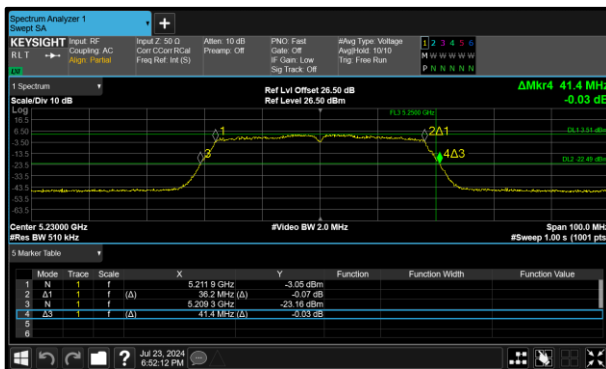 Spectrum Analyzer 1
Swept SA
KEYSIGHT Input: RF Input Z: 50 Ω Atten: 10 dB PNO: Fast #Avg Type: Voltage 1 2 3 4 5 6
RLT Coupling: AC Corr CCorr RCal Preamp: Off Gate: Off Avg|Hold: 10/10 M W W W W W
Align: Partial Freq Ref: Int (S) IF Gain: Low Trig: Free Run
Sig Track: Off P N N N N N
1 Spectrum Ref Lvl Offset 26.50 dB ΔMkr4 41.4 MHz
Scale/Div 10 dB Ref Level 26.50 dBm -0.03 dB
Log
FL3 5.2500 GHz
16.5
6.50
1
2Δ1
DL1 3.51 dBm
-3.50
-13.5
3
4Δ3
DL2 -22.49 dBm
-23.5
-33.5
-43.5
-53.5
-63.5
Center 5.23000 GHz #Video BW 2.0 MHz Span 100.0 MHz
#Res BW 510 kHz #Sweep 1.00 s (1001 pts)
5 Marker Table
Mode Trace Scale X Y Function Function Width Function Value
1 N 1 f 5.211 9 GHz -3.05 dBm
2 Δ1 1 f (Δ) 36.2 MHz (Δ) -0.07 dB
3 N 1 f 5.209 3 GHz -23.16 dBm
4 Δ3 1 f (Δ) 41.4 MHz (Δ) -0.03 dB
5
6
? Jul 23, 2024
6:52:12 PM